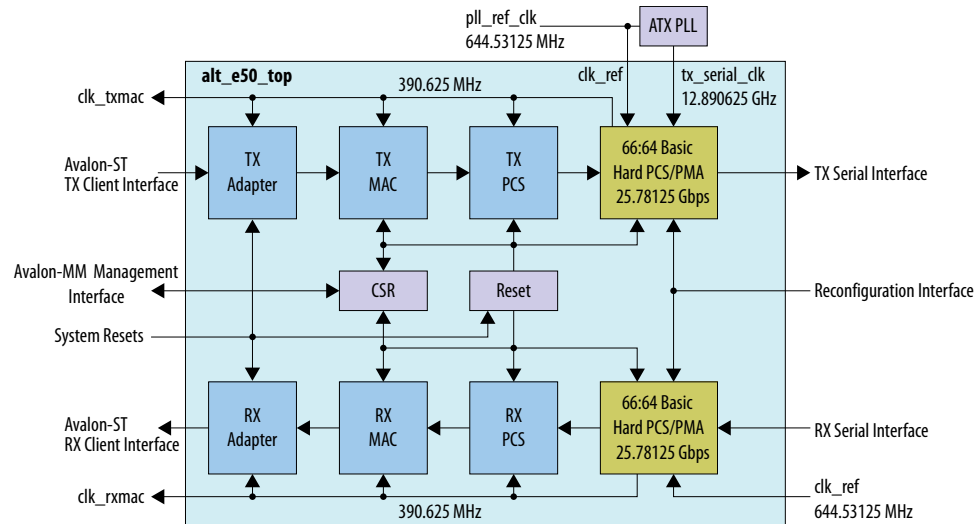 pll_ref_clk
644.53125 MHz
ATX PLL
alt_e50_top
390.625 MHz
clk_ref
tx_serial_clk
12.890625 GHz
clk_txmac
Avalon-ST
TX Client Interface
TX
Adapter
TX
MAC
TX
PCS
66:64 Basic
Hard PCS/PMA
25.78125 Gbps
TX Serial Interface
Avalon-MM Management
Interface
CSR
Reset
Reconfiguration Interface
System Resets
Avalon-ST
RX Client Interface
RX
Adapter
RX
MAC
RX
PCS
66:64 Basic
Hard PCS/PMA
25.78125 Gbps
RX Serial Interface
clk_rxmac
390.625 MHz
clk_ref
644.53125 MHz